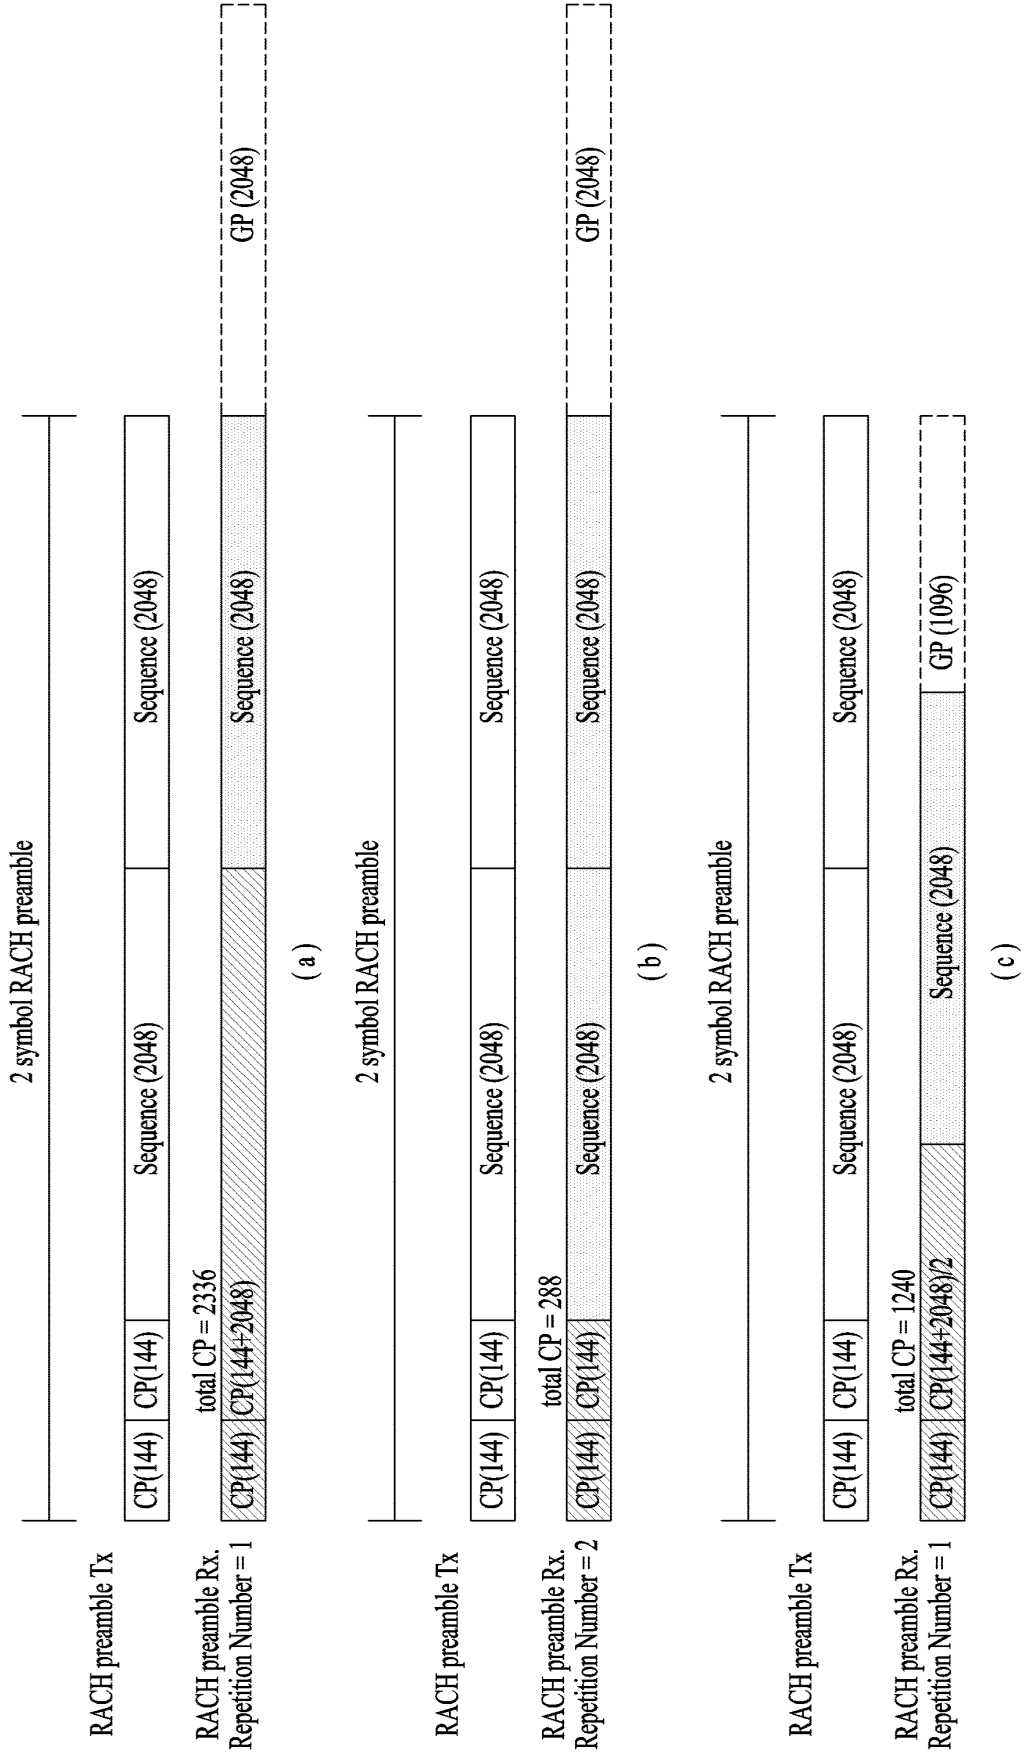 2 symbol RACH preamble
RACH preamble Tx
CP(144)
CP(144)
Sequence (2048)
Sequence (2048)
total CP = 2336
RACH preamble Rx.
Repetition Number = 1
CP(144)
CP(144+2048)
Sequence (2048)
GP (2048)
( a )
2 symbol RACH preamble
RACH preamble Tx
CP(144)
CP(144)
Sequence (2048)
Sequence (2048)
total CP = 288
RACH preamble Rx.
Repetition Number = 2
CP(144)
CP(144)
Sequence (2048)
Sequence (2048)
GP (2048)
( b )
2 symbol RACH preamble
RACH preamble Tx
CP(144)
CP(144)
Sequence (2048)
Sequence (2048)
total CP = 1240
RACH preamble Rx.
Repetition Number = 1
CP(144)
CP(144+2048)/2
Sequence (2048)
GP (1096)
( c )